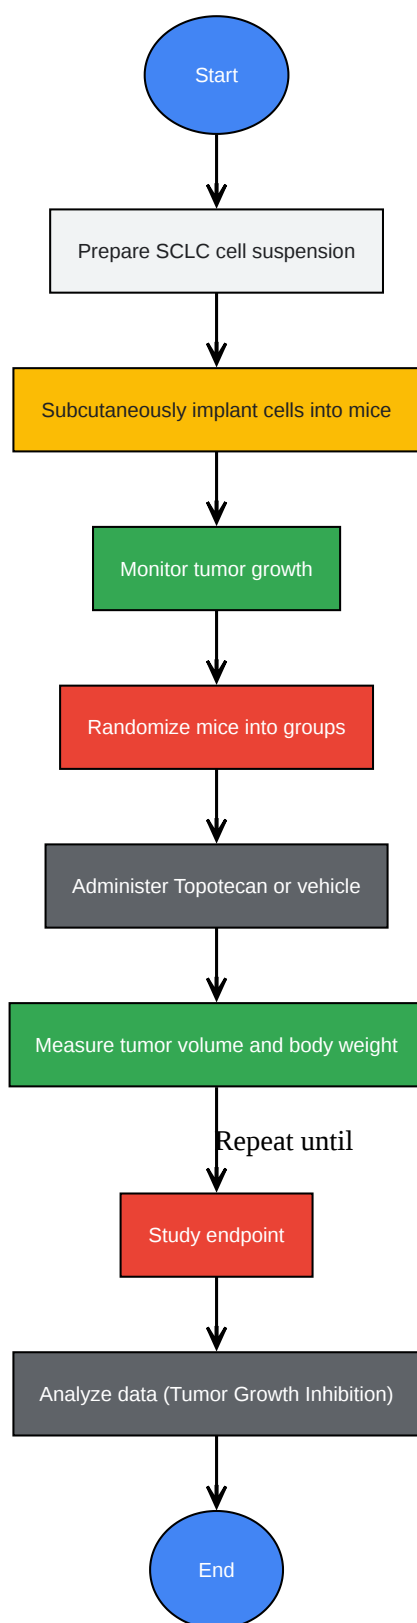 Start
Prepare SCLC cell suspension
Subcutaneously implant cells into mice
Monitor tumor growth
Randomize mice into groups
Administer Topotecan or vehicle
Measure tumor volume and body weight
Repeat until
Study endpoint
Analyze data (Tumor Growth Inhibition)
End